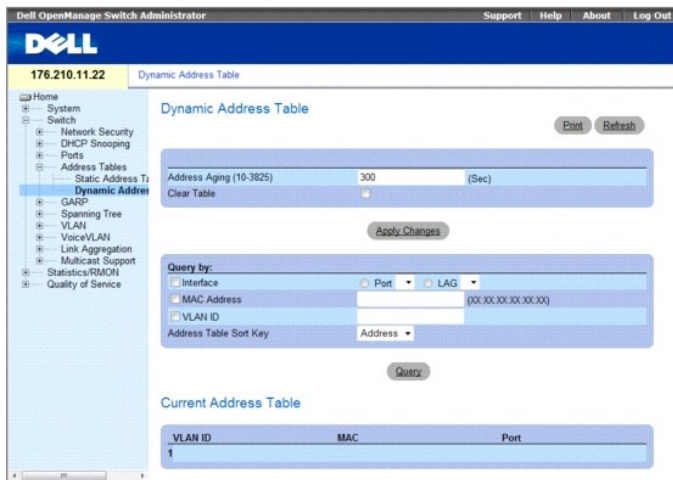 Dell OpenManage Switch Administrator Support Help About Log Out
DELL
176.210.11.22 Dynamic Address Table
Home
System
Switch
Network Security
DHCP Snooping
Ports
Address Tables
Static Address Ta
Dynamic Addres
GARP
Spanning Tree
VLAN
VoiceVLAN
Link Aggregation
Multicast Support
Statistics/RMON
Quality of Service
Dynamic Address Table
Print Refresh
Address Aging (10-3825) 300 (Sec)
Clear Table
Apply Changes
Query by:
Interface Port LAG
MAC Address (XX:XX:XX:XX:XX:XX)
VLAN ID
Address Table Sort Key Address
Query
Current Address Table
VLAN ID MAC Port
1